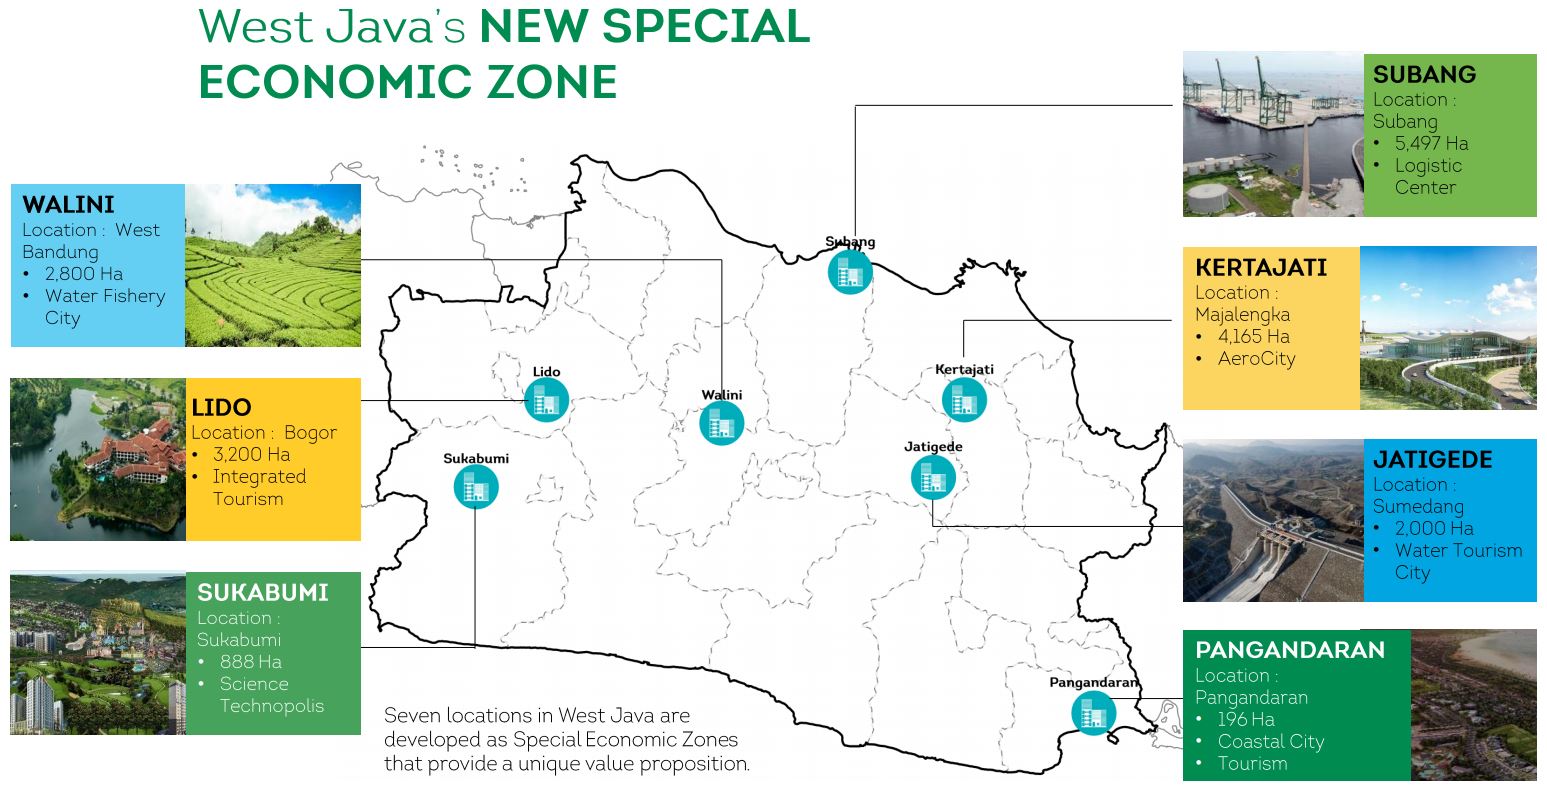 West Java's NEW SPECIAL
ECONOMIC ZONE
WALINI
Location : West
Bandung
• 2,800 Ha
• Water Fishery
City
LIDO
Location : Bogor
• 3,200 Ha
• Integrated
Tourism
SUKABUMI
Location :
Sukabumi
• 888 Ha
• Science
Technopolis
Subang
Lido
Walini
Kertajati
Sukabumi
Jatigede
Pangandaran
Seven locations in West Java are
developed as Special Economic Zones
that provide a unique value proposition.
SUBANG
Location :
Subang
• 5,497 Ha
• Logistic
Center
KERTAJATI
Location :
Majalengka
• 4,165 Ha
• AeroCity
JATIGEDE
Location :
Sumedang
• 2,000 Ha
• Water Tourism
City
PANGANDARAN
Location :
Pangandaran
• 196 Ha
• Coastal City
• Tourism